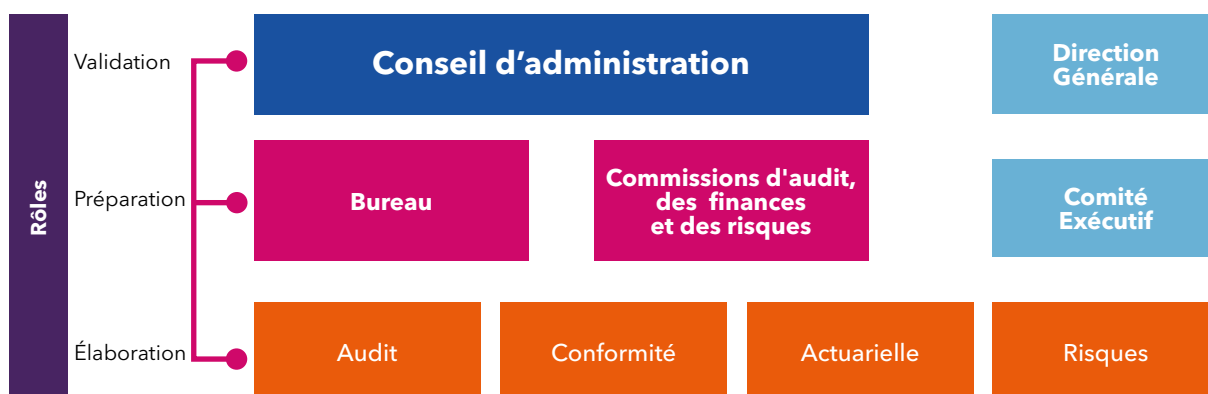 Rôles
Validation
Conseil d’administration
Direction
Générale
Préparation
Bureau
Commissions d'audit,
des finances
et des risques
Comité
Exécutif
Élaboration
Audit
Conformité
Actuarielle
Risques